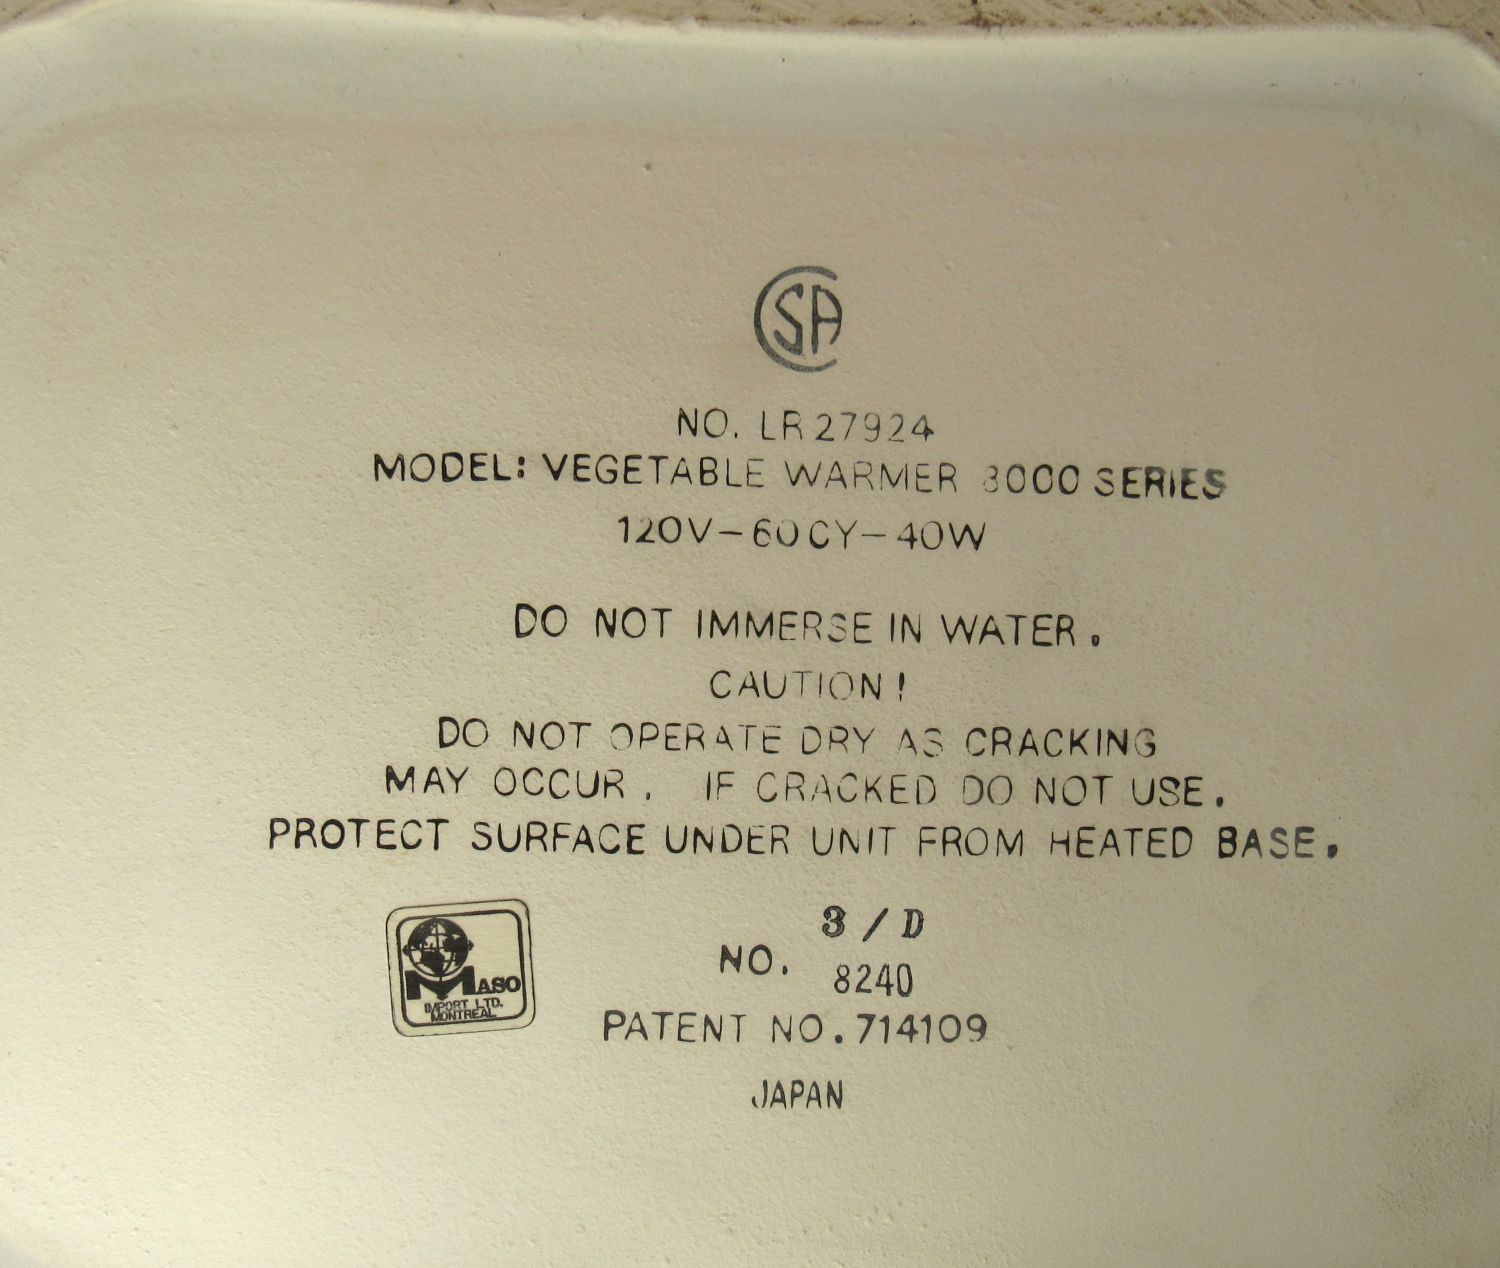 CSA
NO. LR 27924
MODEL: VEGETABLE WARMER 3000 SERIES
120V-60CY-40W
DO NOT IMMERSE IN WATER.
CAUTION!
DO NOT OPERATE DRY AS CRACKING
MAY OCCUR. IF CRACKED DO NOT USE.
PROTECT SURFACE UNDER UNIT FROM HEATED BASE.
MASO
IMPORT LTD.
MONTREAL
3/D
NO. 8240
PATENT NO. 714109
JAPAN